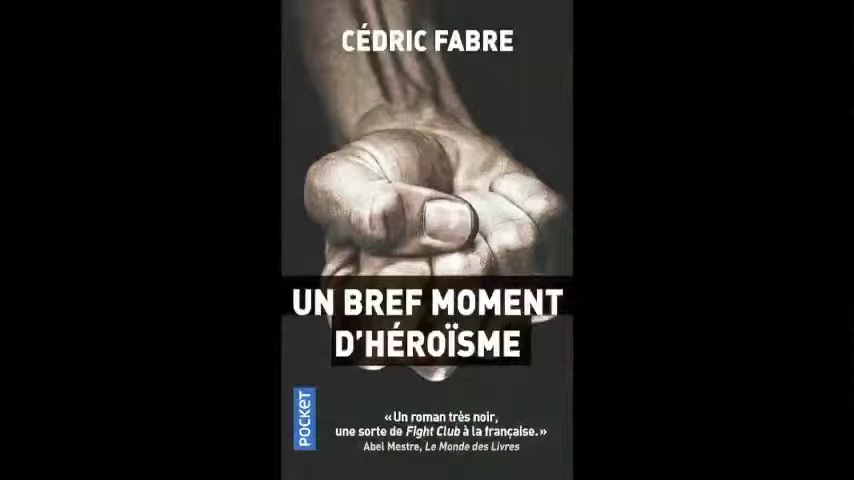 CÉDRIC FABRE
UN BREF MOMENT
D'HÉROÏSME
POCKET
« Un roman très noir,
une sorte de Fight Club à la française. »
Abel Mestre, Le Monde des Livres